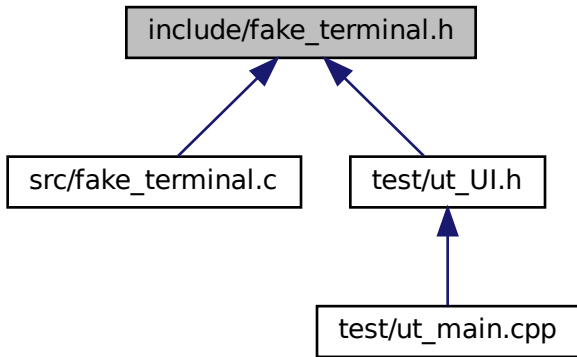 include/fake_terminal.h
src/fake_terminal.c
test/ut_UI.h
test/ut_main.cpp